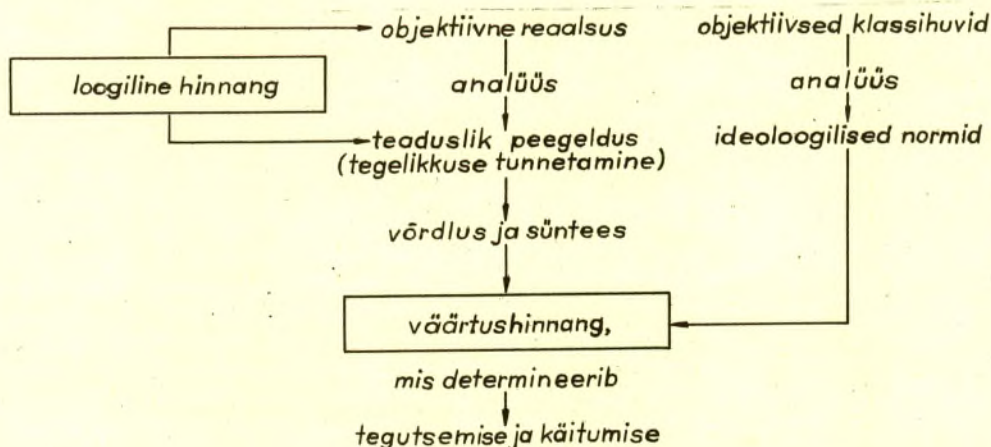 objektiivne reaalsus
objektiivsed klassihuvid
loogiline hinnang
analüüs
analüüs
teaduslik peegeldus
(tegelikkuse tunnetamine)
ideoloogilised normid
võrdlus ja süntees
väärtushinnang,
mis determineerib
tegutsemise ja käitumise